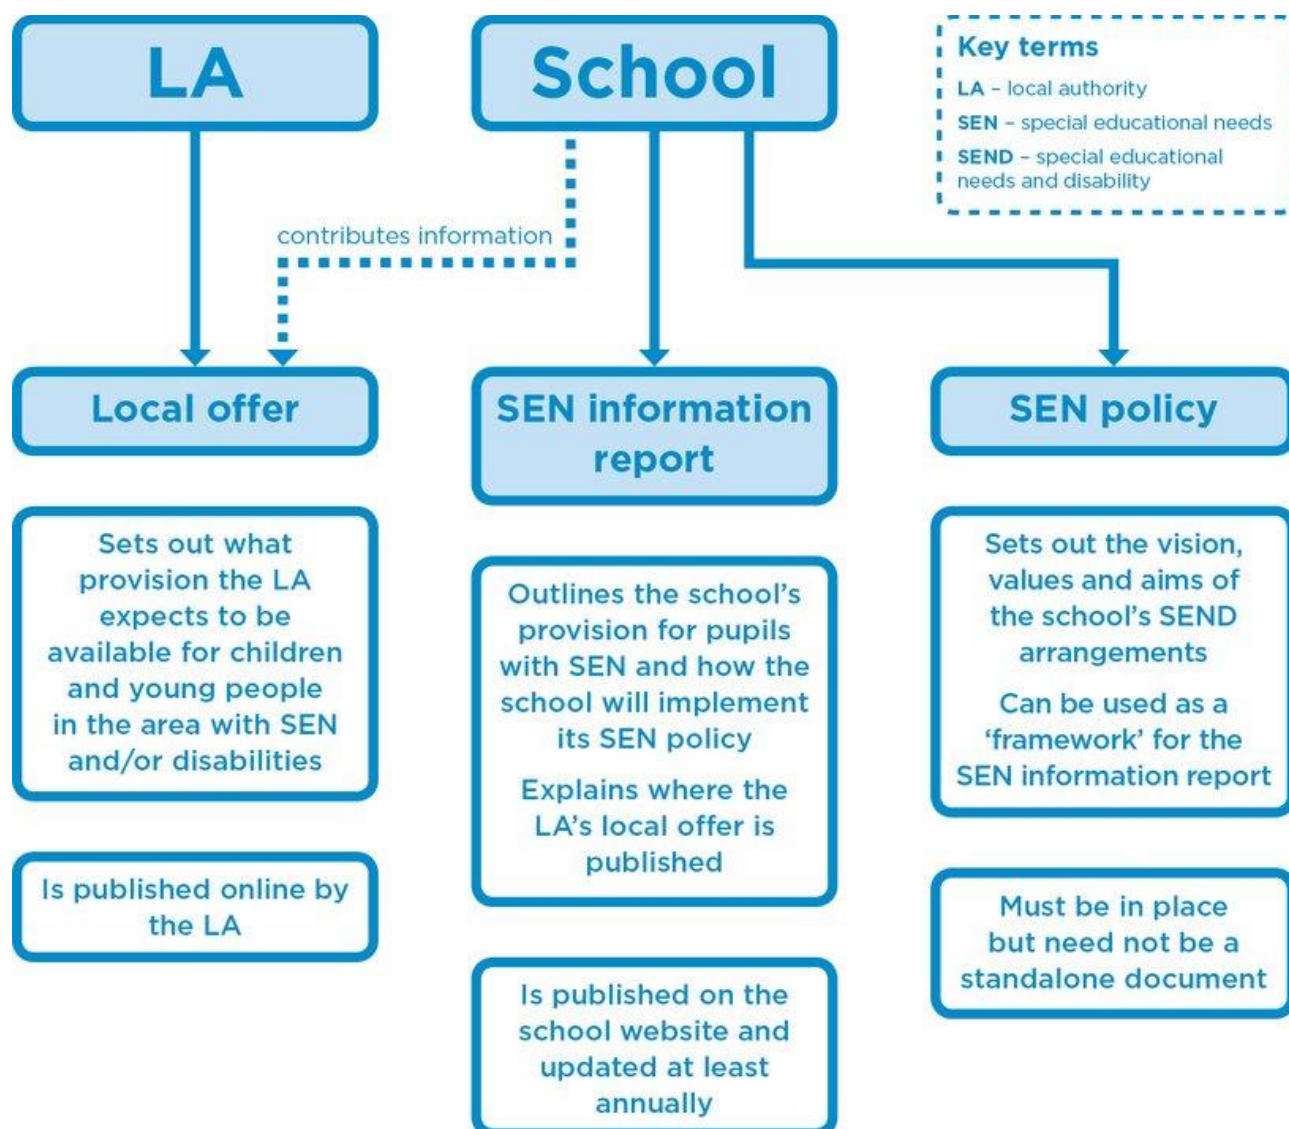 LA
School
Key terms
LA – local authority
SEN – special educational needs
SEND – special educational
needs and disability
contributes information
Local offer
SEN information
report
SEN policy
Sets out what
provision the LA
expects to be
available for children
and young people
in the area with SEN
and/or disabilities
Is published online by
the LA
Outlines the school’s
provision for pupils
with SEN and how the
school will implement
its SEN policy
Explains where the
LA’s local offer is
published
Is published on the
school website and
updated at least
annually
Sets out the vision,
values and aims of
the school’s SEND
arrangements
Can be used as a
‘framework’ for the
SEN information report
Must be in place
but need not be a
standalone document